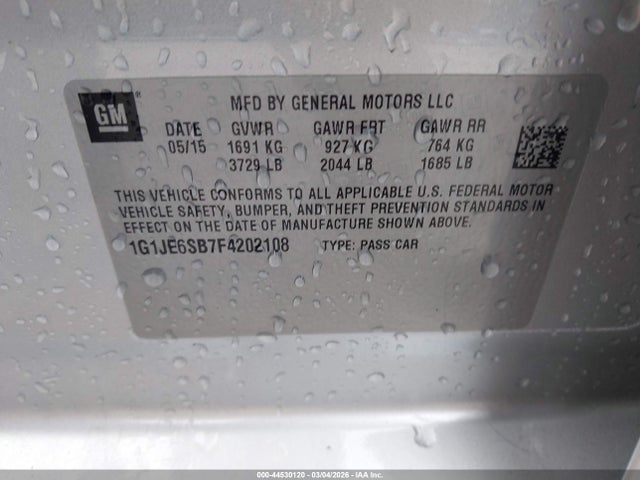 GM ®
MFD BY GENERAL MOTORS LLC
DATE GVWR GAWR FRT GAWR RR
05/15 1691 KG 927 KG 764 KG
3729 LB 2044 LB 1685 LB
THIS VEHICLE CONFORMS TO ALL APPLICABLE U.S. FEDERAL MOTOR
VEHICLE SAFETY, BUMPER, AND THEFT PREVENTION STANDARDS IN
EFFECT ON THE DATE OF MANUFACTURE SHOWN ABOVE.
1G1JE6SB7F4202108 TYPE: PASS CAR
000-44530120 - 03/04/2026 - IAAI.COM